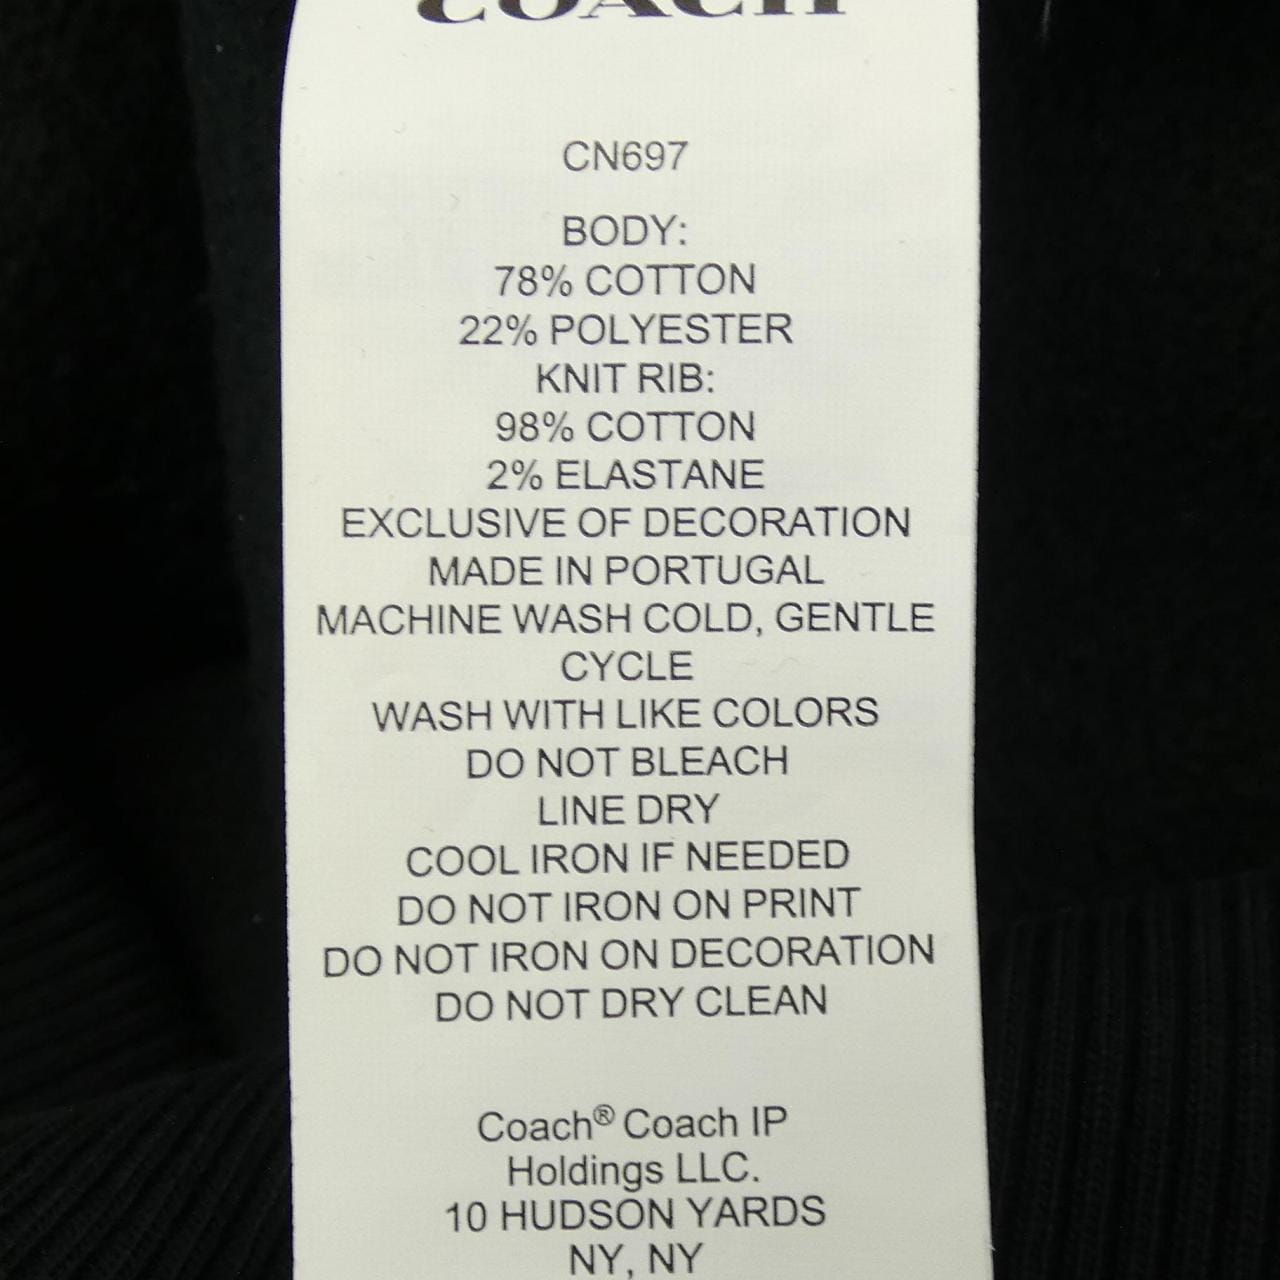 COACH
CN697
BODY:
78% COTTON
22% POLYESTER
KNIT RIB:
98% COTTON
2% ELASTANE
EXCLUSIVE OF DECORATION
MADE IN PORTUGAL
MACHINE WASH COLD, GENTLE
CYCLE
WASH WITH LIKE COLORS
DO NOT BLEACH
LINE DRY
COOL IRON IF NEEDED
DO NOT IRON ON PRINT
DO NOT IRON ON DECORATION
DO NOT DRY CLEAN
Coach® Coach IP
Holdings LLC.
10 HUDSON YARDS
NY, NY